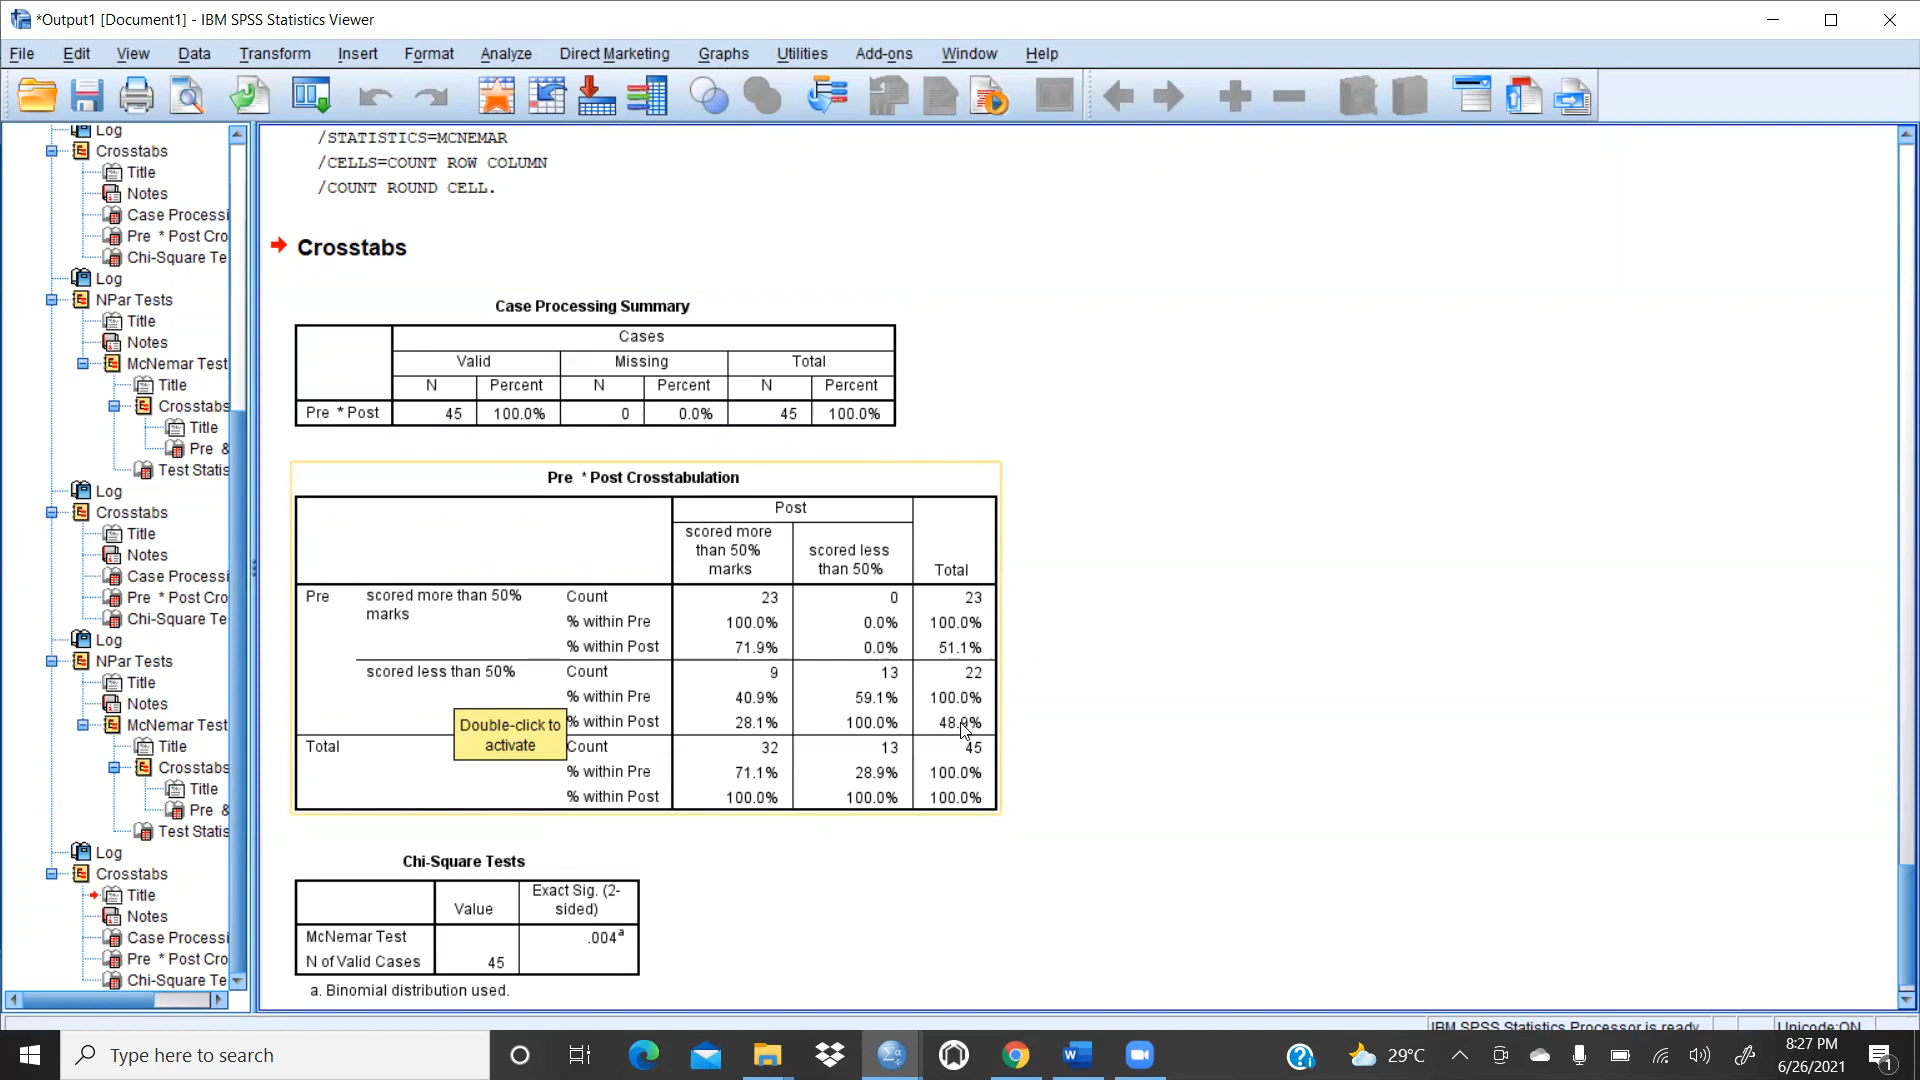 *Output1 [Document1] - IBM SPSS Statistics Viewer
File Edit View Data Transform Insert Format Analyze Direct Marketing Graphs Utilities Add-ons Window Help
Log
Crosstabs
Title
Notes
Case Processi
Pre * Post Cro
Chi-Square Te
Log
NPar Tests
Title
Notes
McNemar Test
Title
Crosstabs
Title
Pre &
Test Statis
Log
Crosstabs
Title
Notes
Case Processi
Pre * Post Cro
Chi-Square Te
Log
NPar Tests
Title
Notes
McNemar Test
Title
Crosstabs
Title
Pre &
Test Statis
Log
Crosstabs
Title
Notes
Case Processi
Pre * Post Cro
Chi-Square Te
/STATISTICS=MCNEMAR
/CELLS=COUNT ROW COLUMN
/COUNT ROUND CELL.
Crosstabs
Case Processing Summary
Cases
Valid Missing Total
N Percent N Percent N Percent
Pre * Post 45 100.0% 0 0.0% 45 100.0%
Pre * Post Crosstabulation
Post
scored more than 50% marks scored less than 50% Total
Pre scored more than 50% marks Count 23 0 23
% within Pre 100.0% 0.0% 100.0%
% within Post 71.9% 0.0% 51.1%
scored less than 50% Count 9 13 22
% within Pre 40.9% 59.1% 100.0%
% within Post 28.1% 100.0% 48.9%
Total Count 32 13 45
% within Pre 71.1% 28.9% 100.0%
% within Post 100.0% 100.0% 100.0%
Double-click to
activate
Chi-Square Tests
Value Exact Sig. (2-sided)
McNemar Test .004a
N of Valid Cases 45
a. Binomial distribution used.
IBM SPSS Statistics Processor is ready Unicode:ON
Type here to search
29°C
8:27 PM
6/26/2021
1